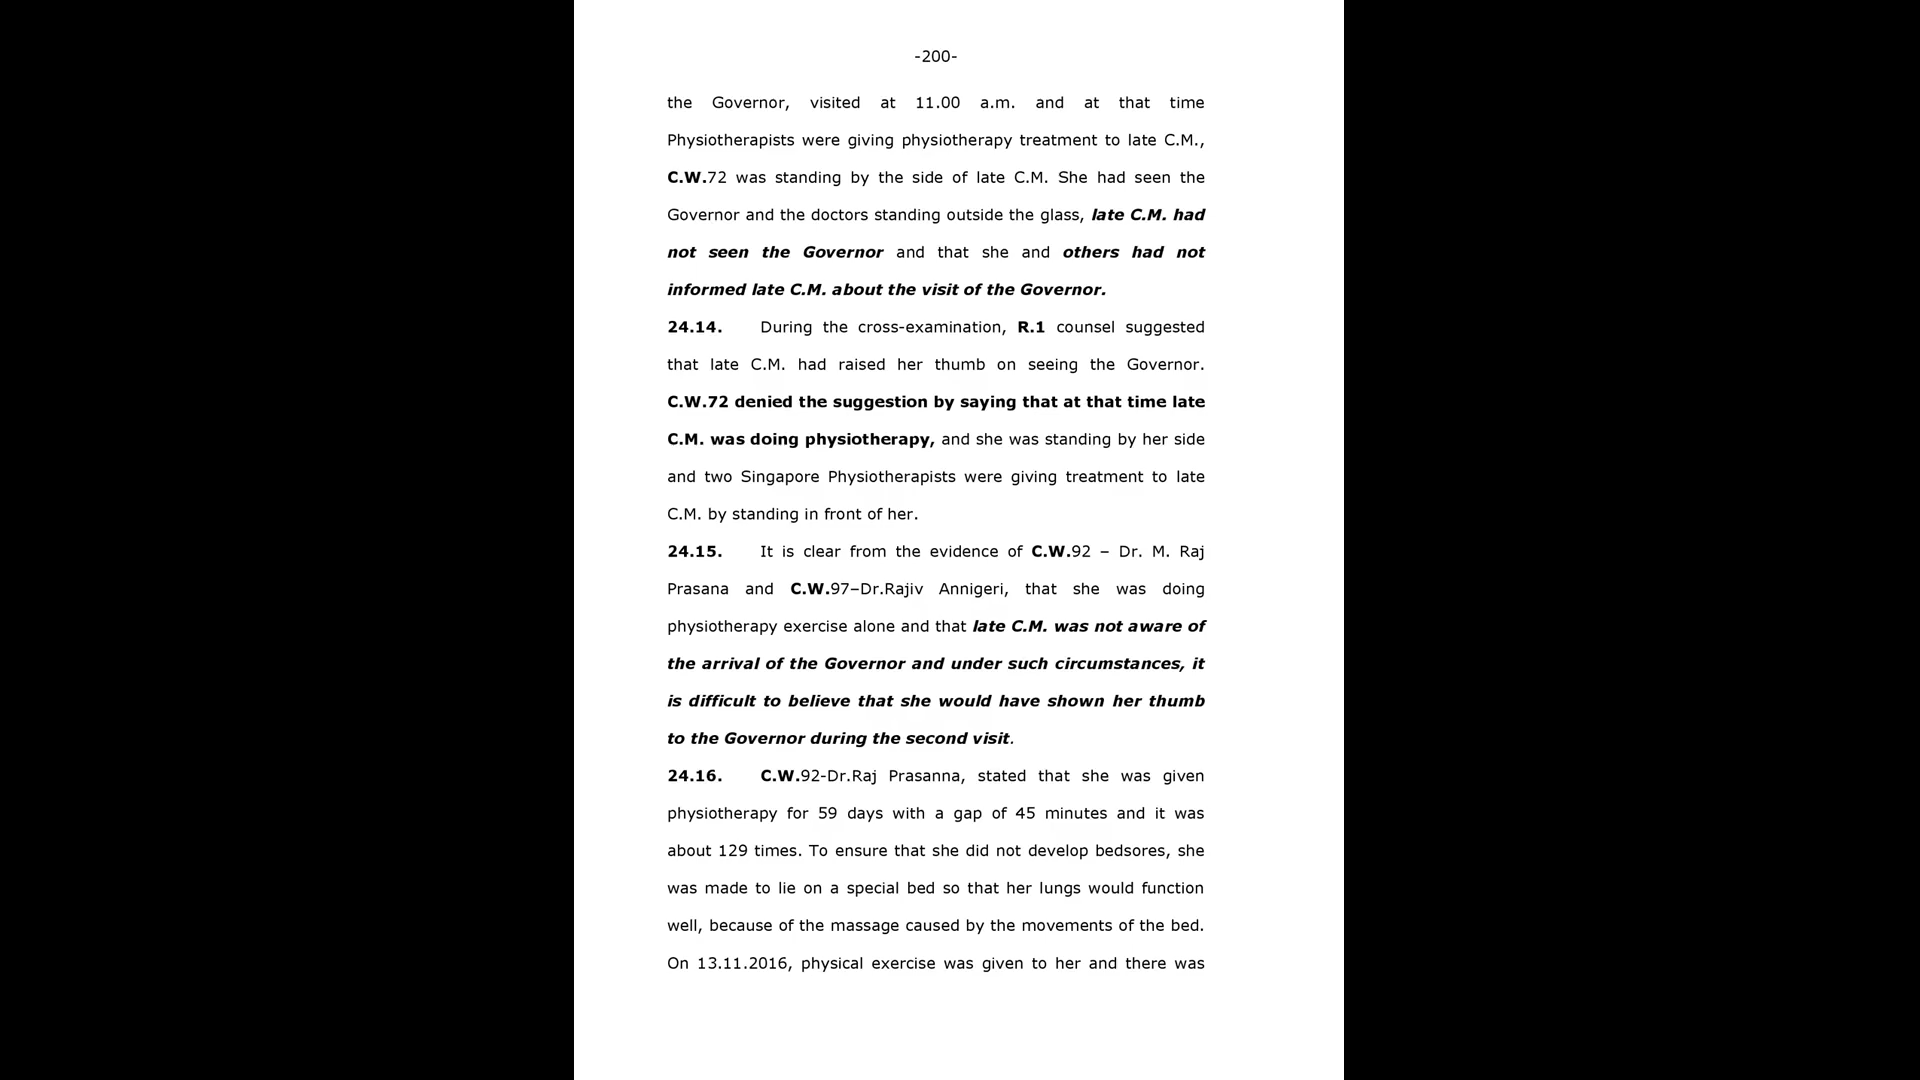 -200-
the Governor, visited at 11.00 a.m. and at that time
Physiotherapists were giving physiotherapy treatment to late C.M.,
C.W.72 was standing by the side of late C.M. She had seen the
Governor and the doctors standing outside the glass, late C.M. had
not seen the Governor and that she and others had not
informed late C.M. about the visit of the Governor.
24.14. During the cross-examination, R.1 counsel suggested
that late C.M. had raised her thumb on seeing the Governor.
C.W.72 denied the suggestion by saying that at that time late
C.M. was doing physiotherapy, and she was standing by her side
and two Singapore Physiotherapists were giving treatment to late
C.M. by standing in front of her.
24.15. It is clear from the evidence of C.W.92 – Dr. M. Raj
Prasana and C.W.97–Dr.Rajiv Annigeri, that she was doing
physiotherapy exercise alone and that late C.M. was not aware of
the arrival of the Governor and under such circumstances, it
is difficult to believe that she would have shown her thumb
to the Governor during the second visit.
24.16. C.W.92-Dr.Raj Prasanna, stated that she was given
physiotherapy for 59 days with a gap of 45 minutes and it was
about 129 times. To ensure that she did not develop bedsores, she
was made to lie on a special bed so that her lungs would function
well, because of the massage caused by the movements of the bed.
On 13.11.2016, physical exercise was given to her and there was